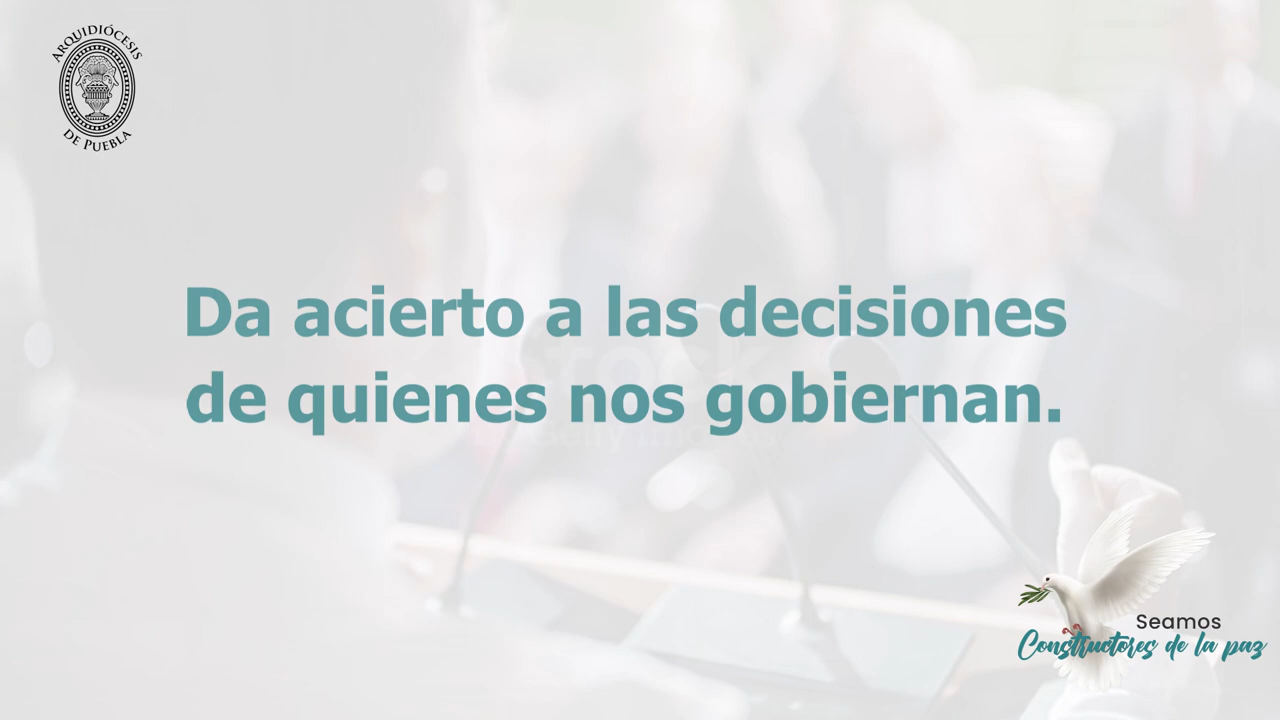 ARQUIDIÓCESIS
DE PUEBLA
Da acierto a las decisiones
de quienes nos gobiernan.
Seamos
Constructores de la paz